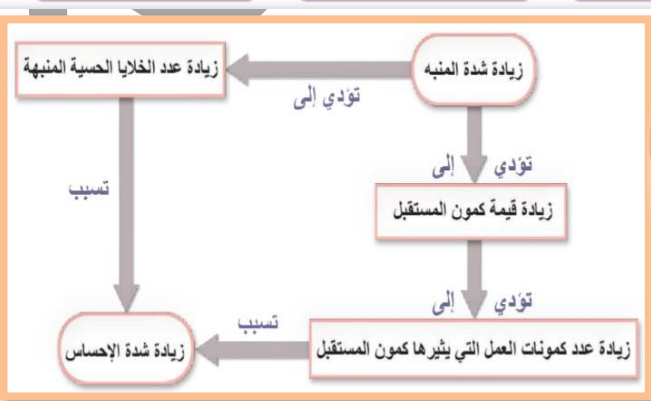 زيادة شدة المنبه
تؤدي إلى
زيادة عدد الخلايا الحسية المنبهة
تؤدي إلى
تسبب
زيادة قيمة كمون المستقبل
تؤدي إلى
زيادة عدد كمونات العمل التي يثيرها كمون المستقبل
تسبب
زيادة شدة الإحساس